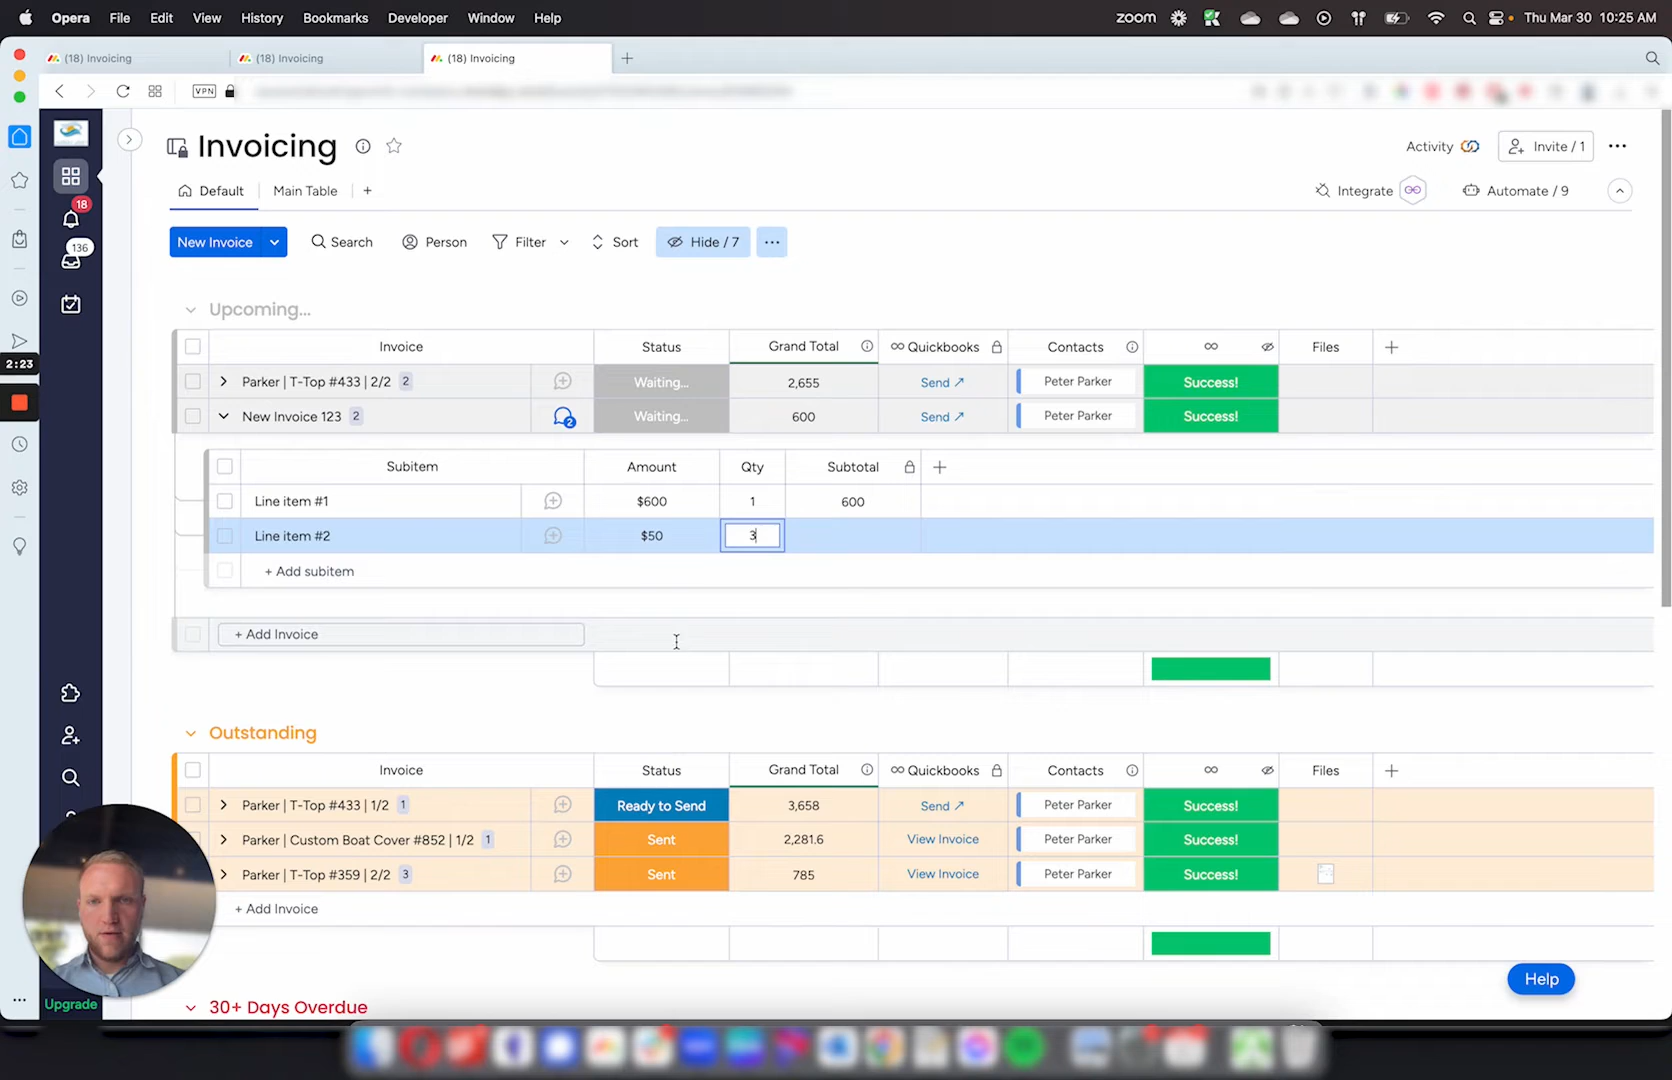 Opera File Edit View History Bookmarks Developer Window Help zoom Thu Mar 30 10:25 AM
(18) Invoicing (18) Invoicing (18) Invoicing
VPN
Invoicing Activity Invite / 1
Default Main Table Integrate Automate / 9
18
136
New Invoice Search Person Filter Sort Hide / 7
Upcoming...
Invoice Status Grand Total Quickbooks Contacts Files
2:23
Parker | T-Top #433 | 2/2 2 Waiting... 2,655 Send ↗ Peter Parker Success!
New Invoice 123 2 2 Waiting... 600 Send ↗ Peter Parker Success!
Subitem Amount Qty Subtotal
Line item #1 $600 1 600
Line item #2 $50 3
+ Add subitem
+ Add Invoice
Outstanding
Invoice Status Grand Total Quickbooks Contacts Files
Parker | T-Top #433 | 1/2 1 Ready to Send 3,658 Send ↗ Peter Parker Success!
Parker | Custom Boat Cover #852 | 1/2 1 Sent 2,281.6 View Invoice Peter Parker Success!
Parker | T-Top #359 | 2/2 3 Sent 785 View Invoice Peter Parker Success!
+ Add Invoice
Help
Upgrade
30+ Days Overdue